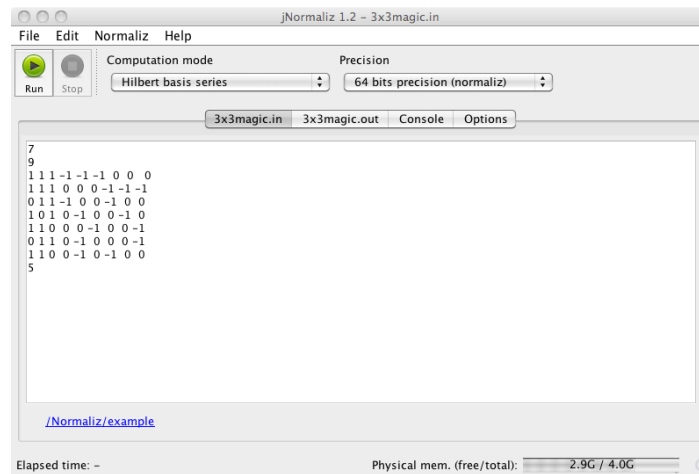 jNormaliz 1.2 - 3x3magic.in
File Edit Normaliz Help
Computation mode Precision
Run Stop Hilbert basis series 64 bits precision (normaliz)
3x3magic.in 3x3magic.out Console Options
7
9
1 1 1 -1 -1 -1 0 0 0
1 1 1 0 0 0 -1 -1 -1
0 1 1 -1 0 0 -1 0 0
1 0 1 0 -1 0 0 -1 0
1 1 0 0 0 -1 0 0 -1
0 1 1 0 -1 0 0 0 -1
1 1 0 0 -1 0 -1 0 0
5
/Normaliz/example
Elapsed time: - Physical mem. (free/total): 2.9G / 4.0G